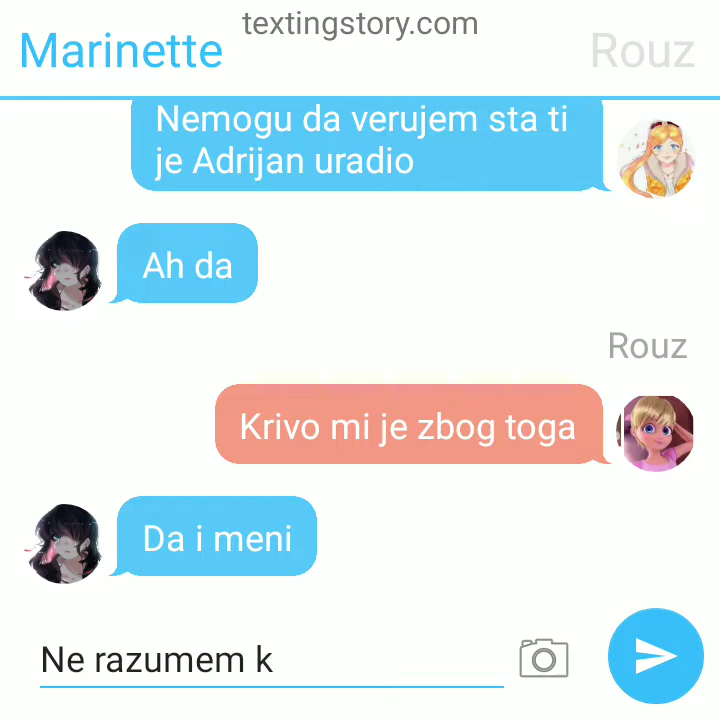 textingstory.com
Marinette
Rouz
Nemogu da verujem sta ti
je Adrijan uradio
Ah da
Rouz
Krivo mi je zbog toga
Da i meni
Ne razumem k